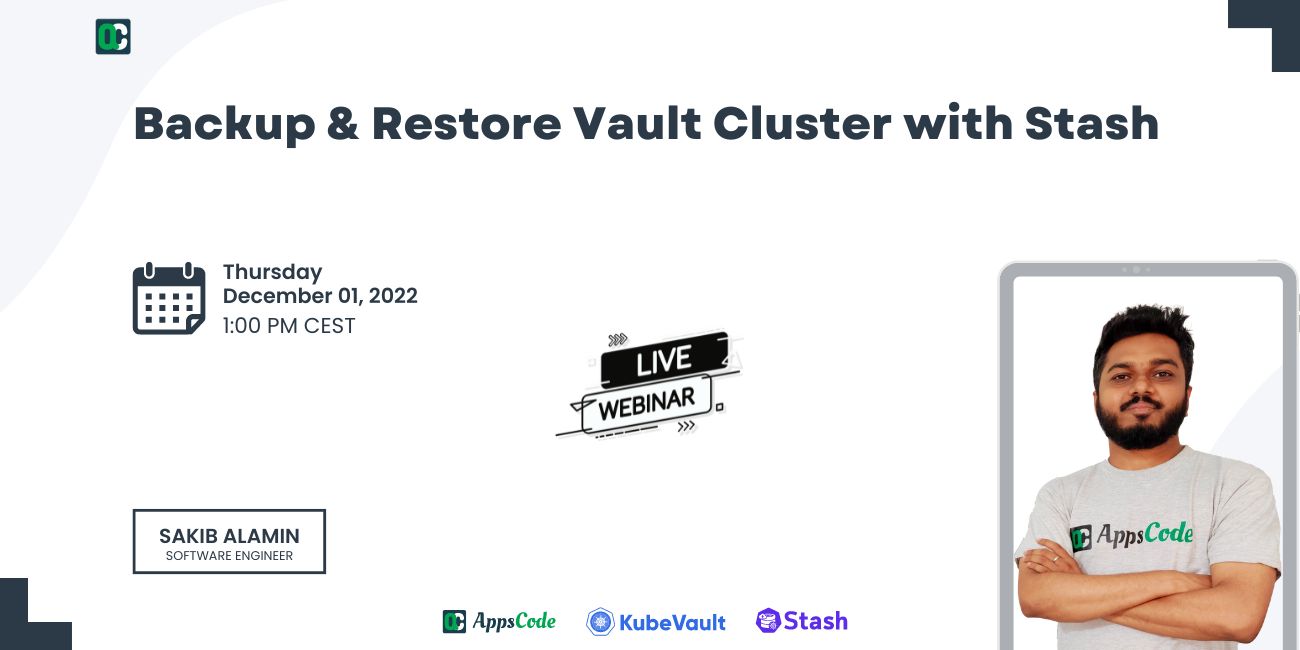 Backup & Restore Vault Cluster with Stash
Thursday
December 01, 2022
1:00 PM CEST
LIVE
WEBINAR
AppsCode
SAKIB ALAMIN
SOFTWARE ENGINEER
AppsCode
KubeVault
Stash